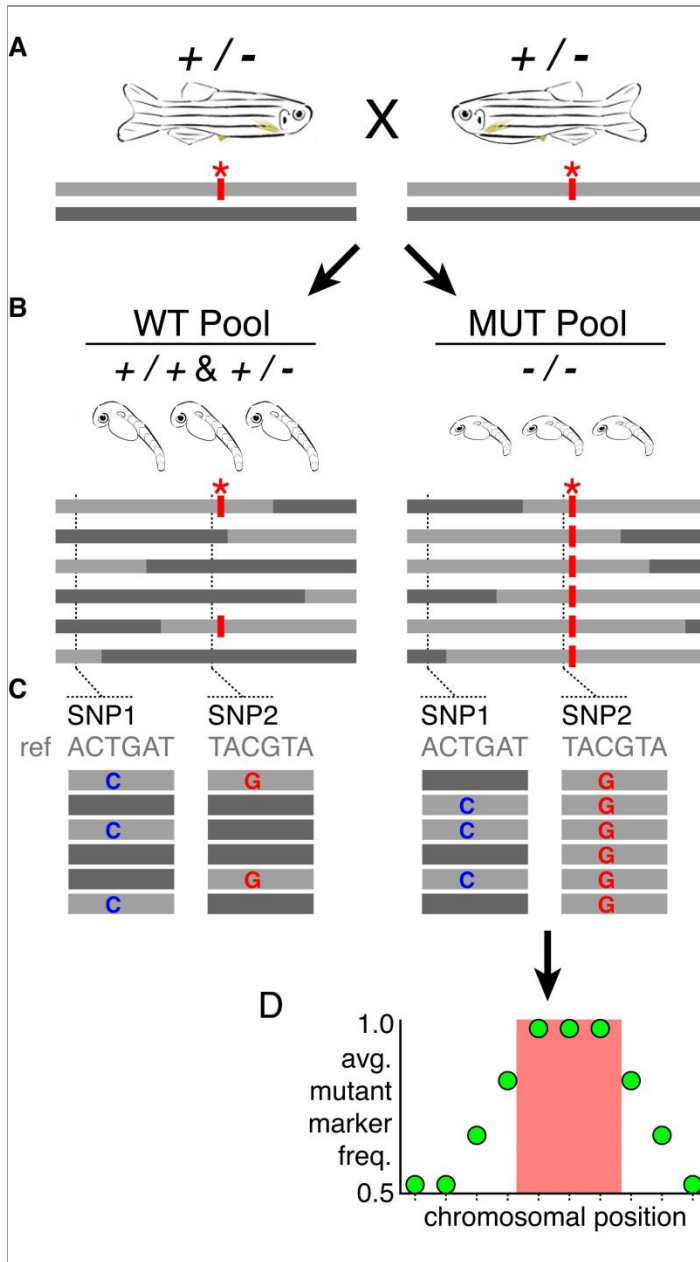 A
+ / -
X
+ / -
*
*
B
WT Pool
+ / + & + / -
MUT Pool
- / -
*
*
C
SNP1
SNP2
SNP1
SNP2
ref ACTGAT TACGTA ACTGAT TACGTA
C G G
C G
C C G
G
G C G
C G
D
1.0
avg.
mutant
marker
freq.
0.5
chromosomal position